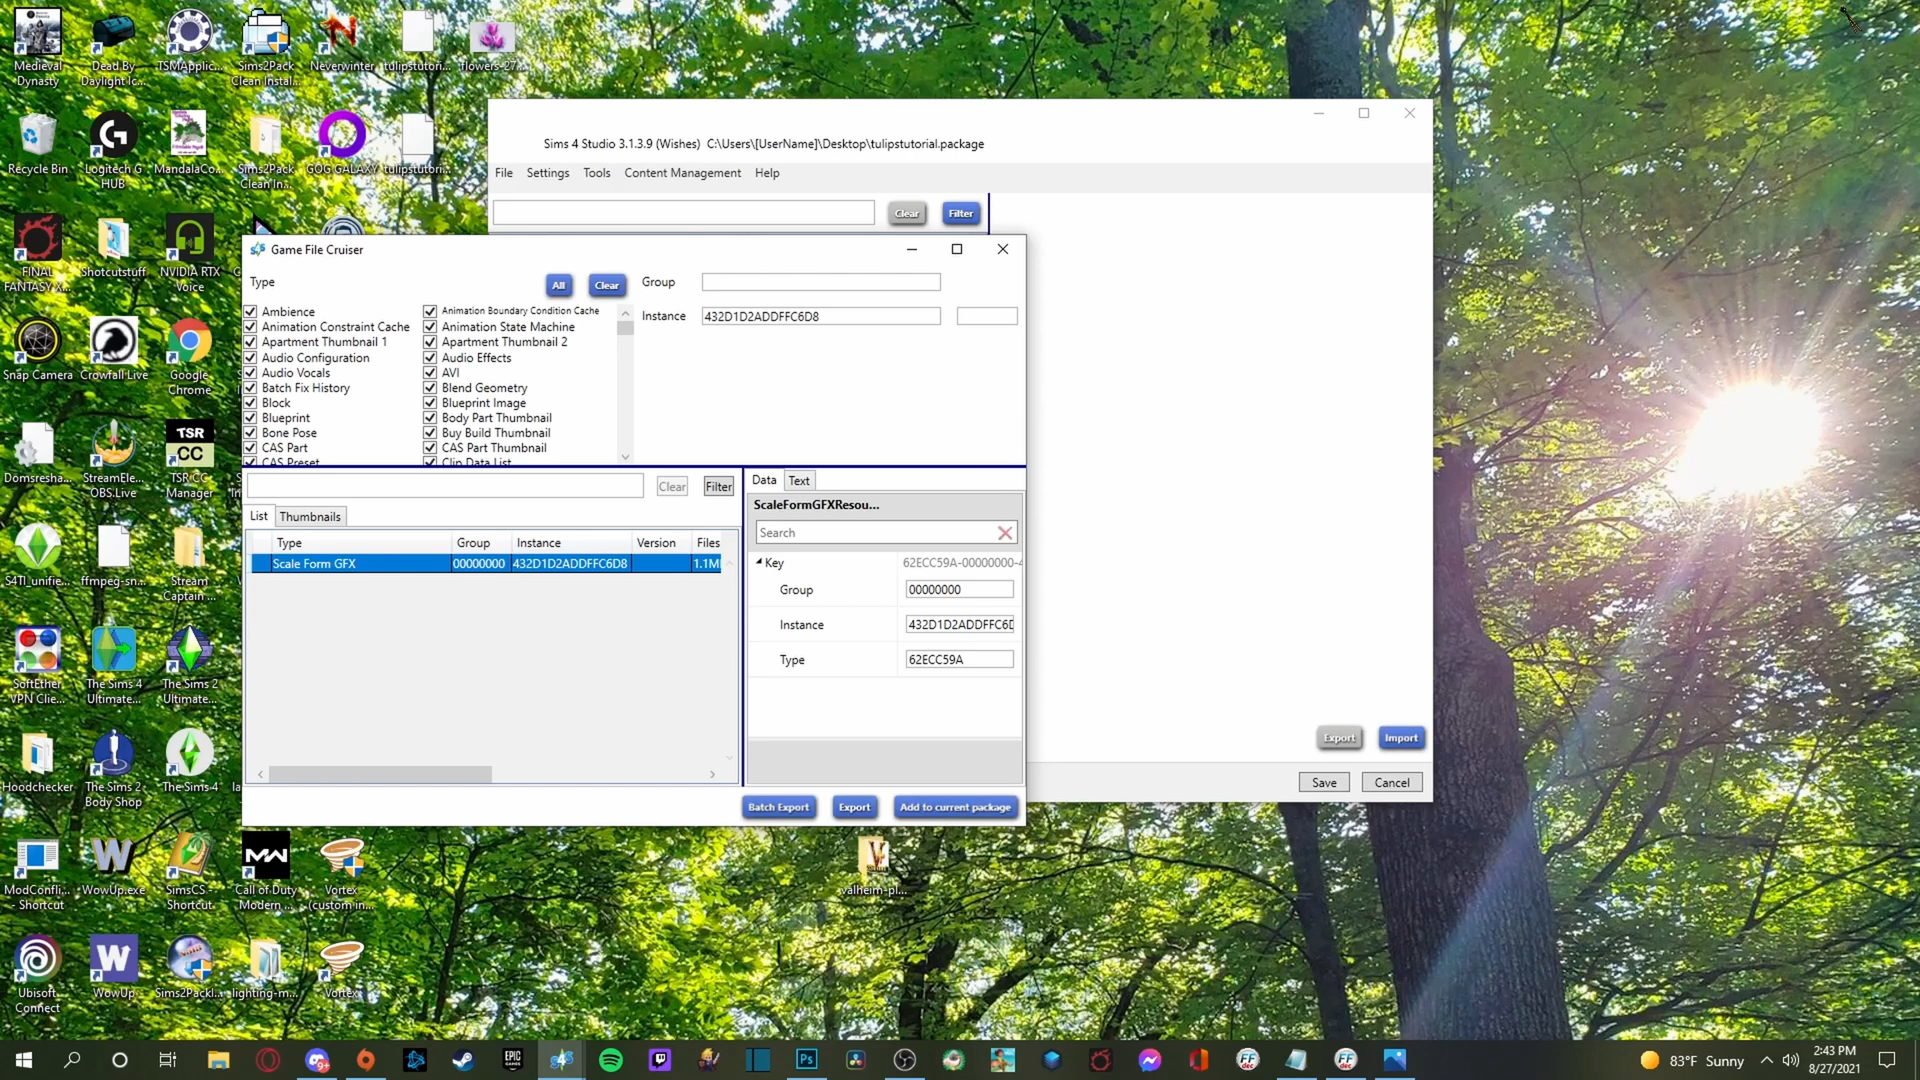 Medieval
Dynasty
Dead By
Daylight Ic...
TSMApplic...
Sims2Pack
Clean Instal...
Neverwinter
tulipstutori...
flowers-27...
Recycle Bin
Logitech G
HUB
MandalaCo...
Sims2Pack
Clean In...
GOG GALAXY
tulipstutori...
FINAL
FANTASY X...
Shotcutstuff
NVIDIA RTX
Voice
Snap Camera
Crowfall Live
Google
Chrome
Domsresha...
StreamEle...
OBS.Live
TSR
CC
TSR CC
Manager
S4TI_unifie...
ffmpeg-sn...
Stream
Captain ...
SoftEther
VPN Clie...
The Sims 4
Ultimate...
The Sims 2
Ultimate...
Hoodchecker
The Sims 2
Body Shop
The Sims 4
ModConfli...
- Shortcut
WowUp.exe
SimsCS -
Shortcut
Call of Duty
Modern ...
Vortex
(custom in...
Ubisoft
Connect
WowUp
Sims2PackI...
lighting-m...
Vortex
valheim-pl...
Sims 4 Studio 3.1.3.9 (Wishes) C:\Users\[UserName]\Desktop\tulipstutorial.package
File Settings Tools Content Management Help
Clear Filter
Export Import
Save Cancel
Game File Cruiser
Type All Clear Group
Instance 432D1D2ADDFFC6D8
Ambience Animation Boundary Condition Cache
Animation Constraint Cache Animation State Machine
Apartment Thumbnail 1 Apartment Thumbnail 2
Audio Configuration Audio Effects
Audio Vocals AVI
Batch Fix History Blend Geometry
Block Blueprint Image
Blueprint Body Part Thumbnail
Bone Pose Buy Build Thumbnail
CAS Part CAS Part Thumbnail
CAS Preset Clip Data List
Clear Filter
List Thumbnails
Type Group Instance Version Files
Scale Form GFX 00000000 432D1D2ADDFFC6D8 1.1M
Data Text
ScaleFormGFXResou...
Search
Key 62ECC59A-00000000-4
Group 00000000
Instance 432D1D2ADDFFC6D
Type 62ECC59A
Batch Export Export Add to current package
9+
EPIC
GAMES
Ps
FF
dec
FF
dec
83°F Sunny
2:43 PM
8/27/2021